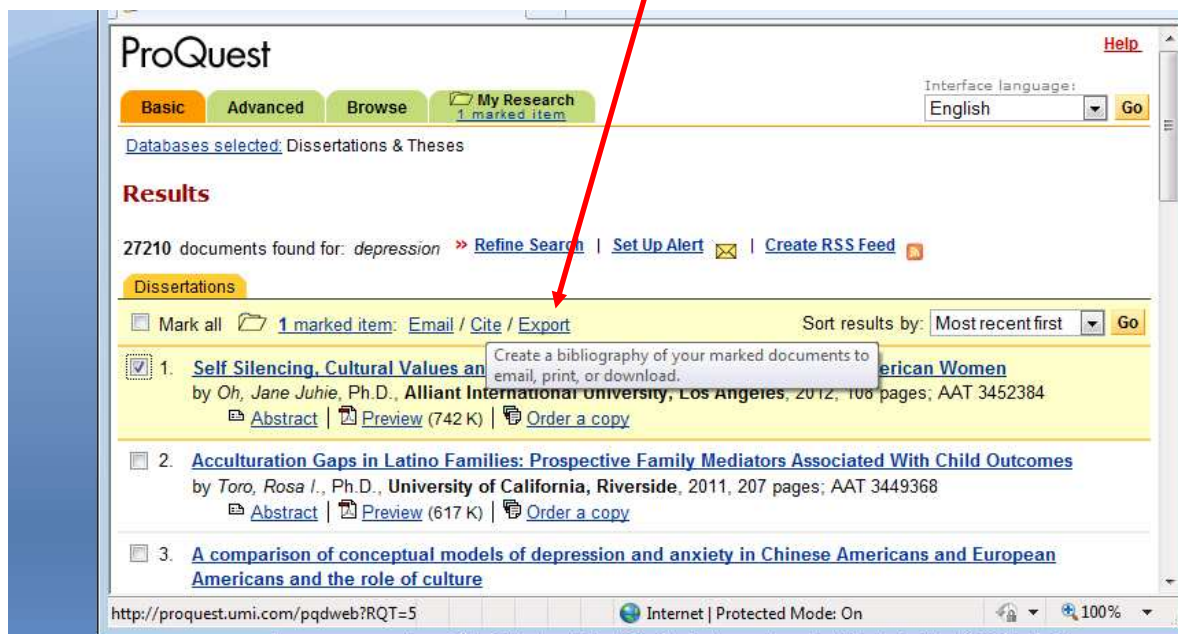 ProQuest
Help
Interface language:
Basic Advanced Browse My Research
1 marked item
English Go
Databases selected: Dissertations & Theses
Results
27210 documents found for: depression » Refine Search | Set Up Alert | Create RSS Feed
Dissertations
Mark all 1 marked item: Email / Cite / Export Sort results by: Most recent first Go
Create a bibliography of your marked documents to
email, print, or download.
1. Self Silencing, Cultural Values an erican Women
by Oh, Jane Juhie, Ph.D., Alliant International University, Los Angeles, 2012, 108 pages; AAT 3452384
Abstract | Preview (742 K) | Order a copy
2. Acculturation Gaps in Latino Families: Prospective Family Mediators Associated With Child Outcomes
by Toro, Rosa I., Ph.D., University of California, Riverside, 2011, 207 pages; AAT 3449368
Abstract | Preview (617 K) | Order a copy
3. A comparison of conceptual models of depression and anxiety in Chinese Americans and European
Americans and the role of culture
http://proquest.umi.com/pqdweb?RQT=5 Internet | Protected Mode: On 100%